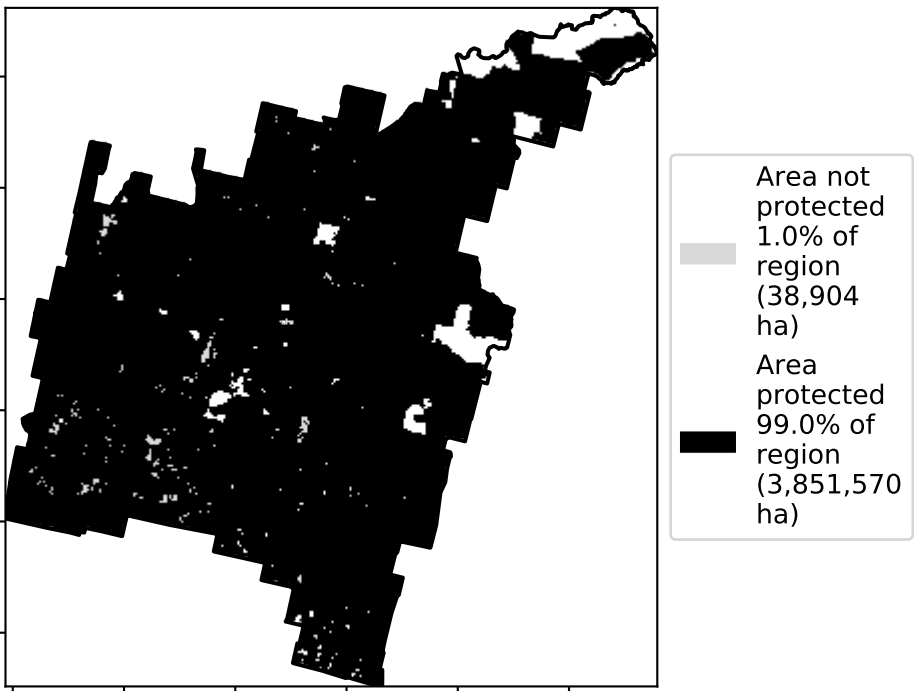 Area not
protected
1.0% of
region
(38,904
ha)
Area
protected
99.0% of
region
(3,851,570
ha)